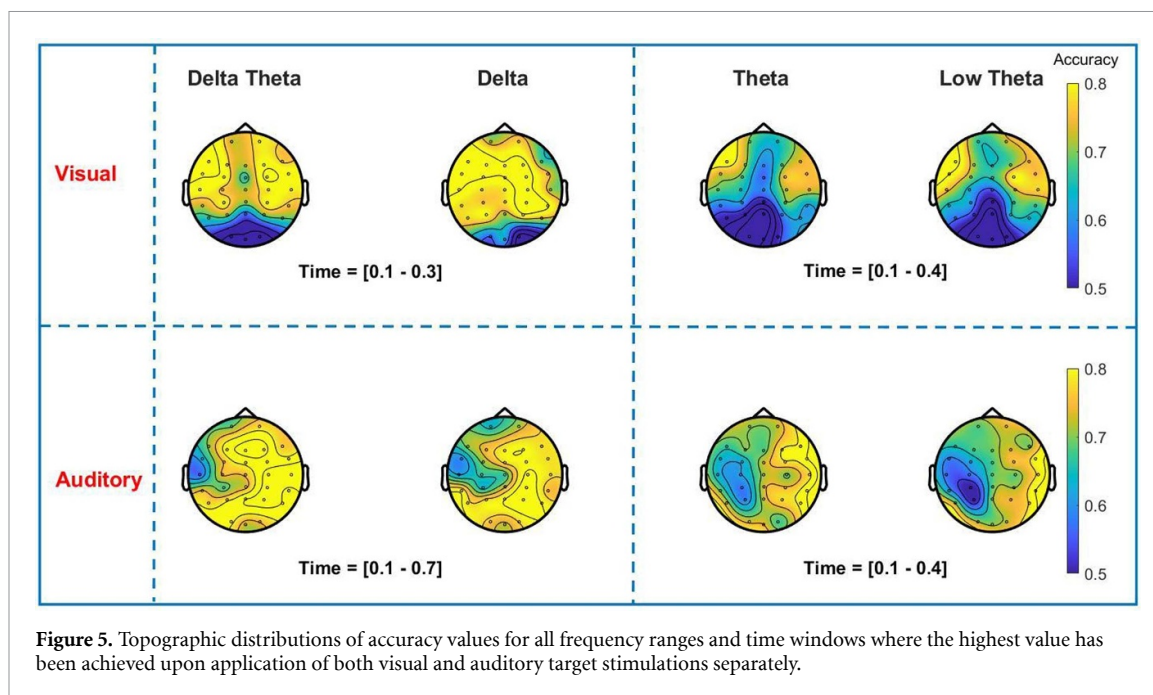 Delta Theta Delta Theta Low Theta Accuracy
0.8
Visual 0.7
0.6
Time = [0.1 - 0.3] Time = [0.1 - 0.4]
0.5
0.8
0.7
Auditory 0.6
Time = [0.1 - 0.7] Time = [0.1 - 0.4]
0.5
Figure 5. Topographic distributions of accuracy values for all frequency ranges and time windows where the highest value has
been achieved upon application of both visual and auditory target stimulations separately.